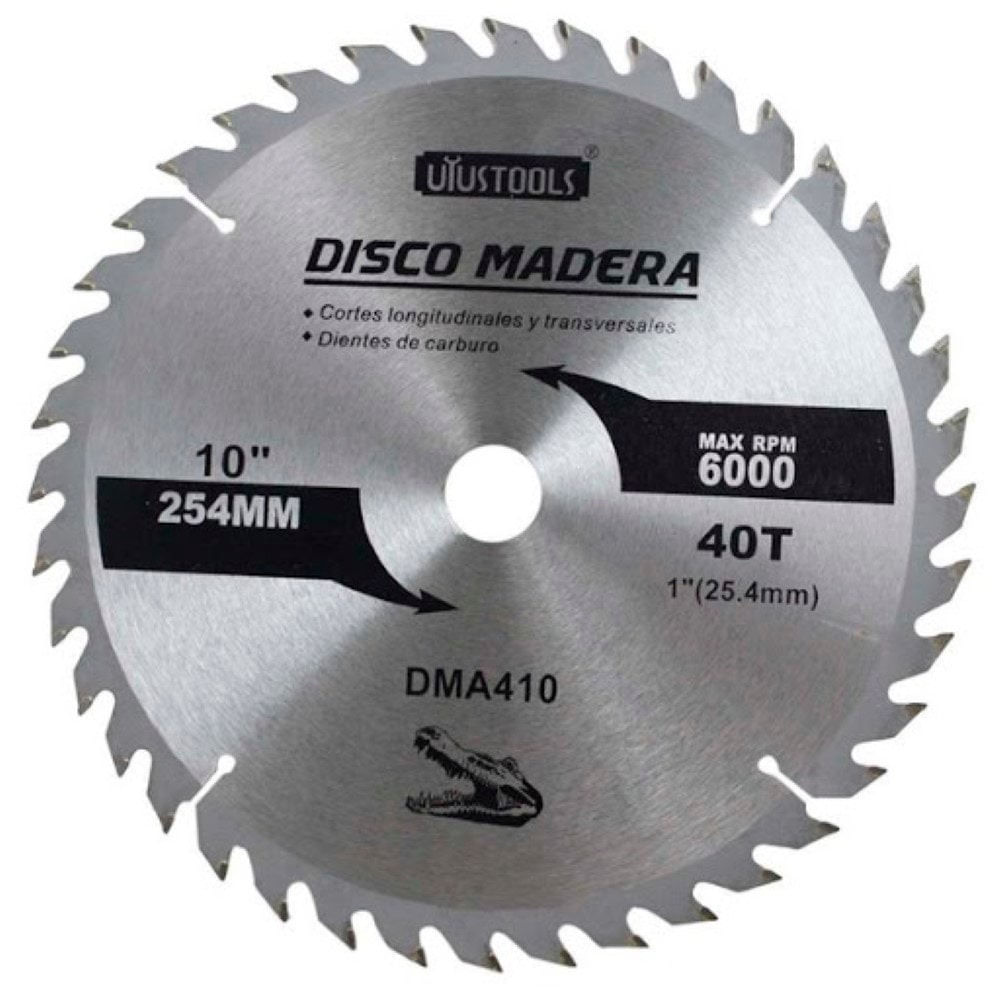 UYUSTOOLS®
DISCO MADERA
◆ Cortes longitudinales y transversales
◆ Dientes de carburo
10"
254MM
MAX RPM
6000
40T
1"(25.4mm)
DMA410